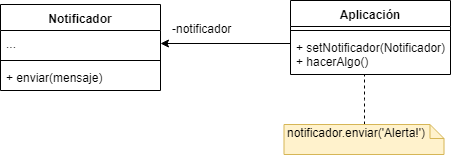 Notificador
...
+ enviar(mensaje)
-notificador
Aplicación
+ setNotificador(Notificador)
+ hacerAlgo()
notificador.enviar('Alerta!')